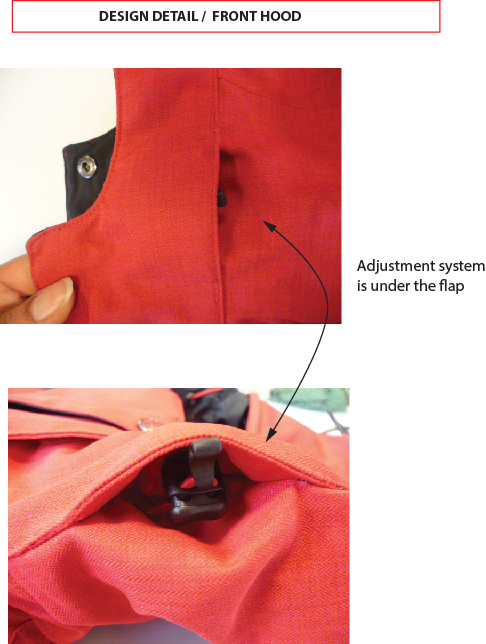 DESIGN DETAIL / FRONT HOOD
Adjustment system
is under the flap